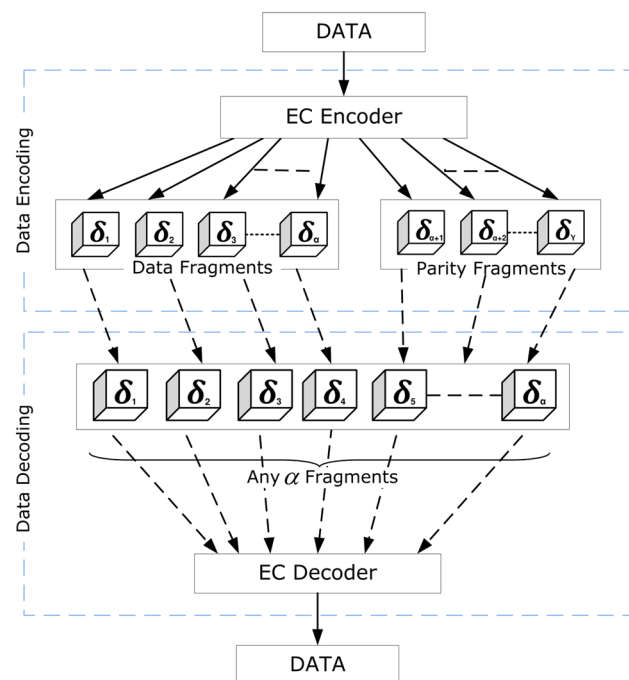 DATA
EC Encoder
Data Encoding
δ1 δ2 δ3 δα δα+1 δα+2 δγ
Data Fragments Parity Fragments
Data Decoding
δ1 δ2 δ3 δ4 δ5 δα
Any α Fragments
EC Decoder
DATA